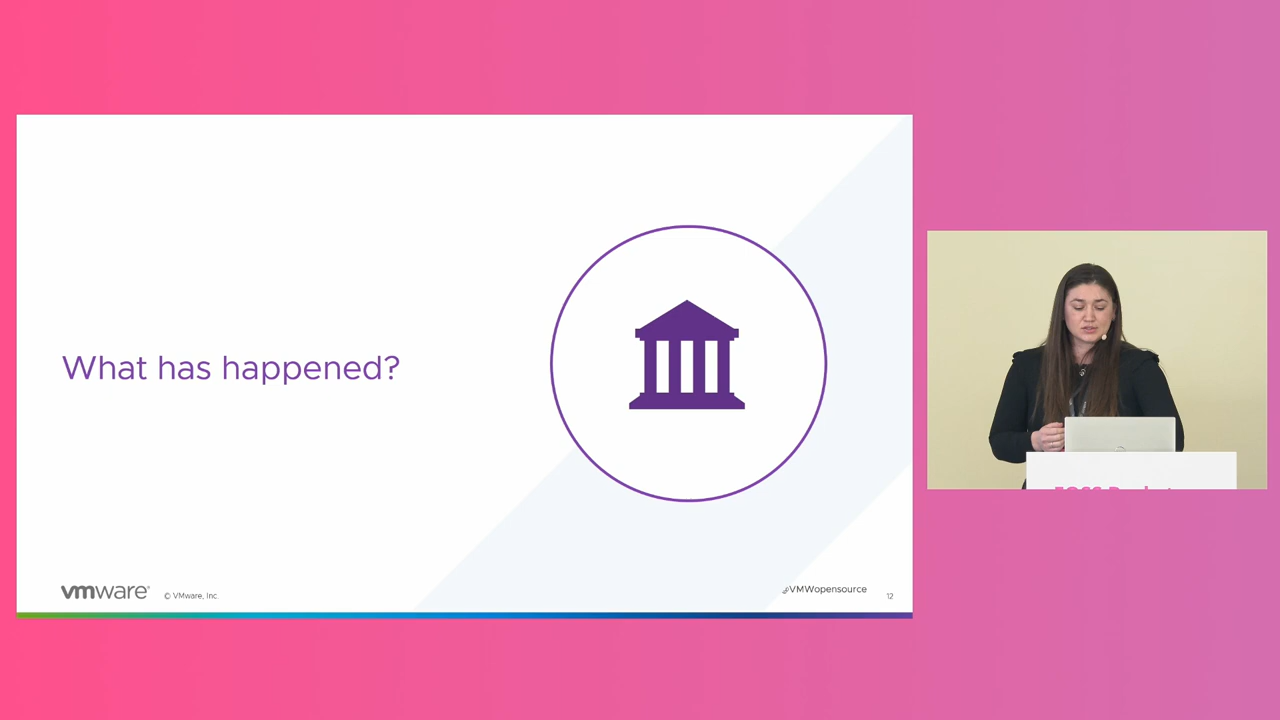 What has happened?
vmware®
© VMware, Inc.
@VMWopensource
12